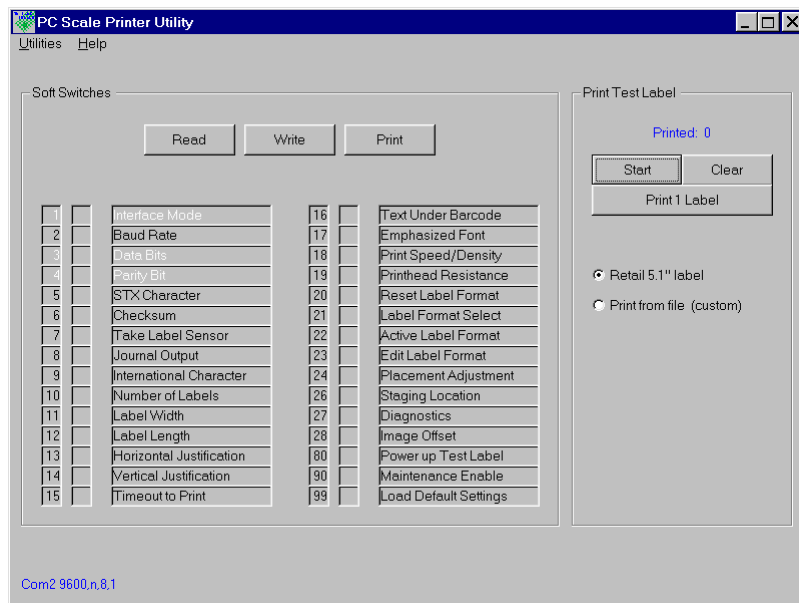 PC Scale Printer Utility
Utilities Help
Soft Switches
Read Write Print
1 Interface Mode
2 Baud Rate
3 Data Bits
4 Parity Bit
5 STX Character
6 Checksum
7 Take Label Sensor
8 Journal Output
9 International Character
10 Number of Labels
11 Label Width
12 Label Length
13 Horizontal Justification
14 Vertical Justification
15 Timeout to Print
16 Text Under Barcode
17 Emphasized Font
18 Print Speed/Density
19 Printhead Resistance
20 Reset Label Format
21 Label Format Select
22 Active Label Format
23 Edit Label Format
24 Placement Adjustment
26 Staging Location
27 Diagnostics
28 Image Offset
80 Power up Test Label
90 Maintenance Enable
99 Load Default Settings
Print Test Label
Printed: 0
Start Clear
Print 1 Label
Retail 5.1" label
Print from file (custom)
Com2 9600,n,8,1